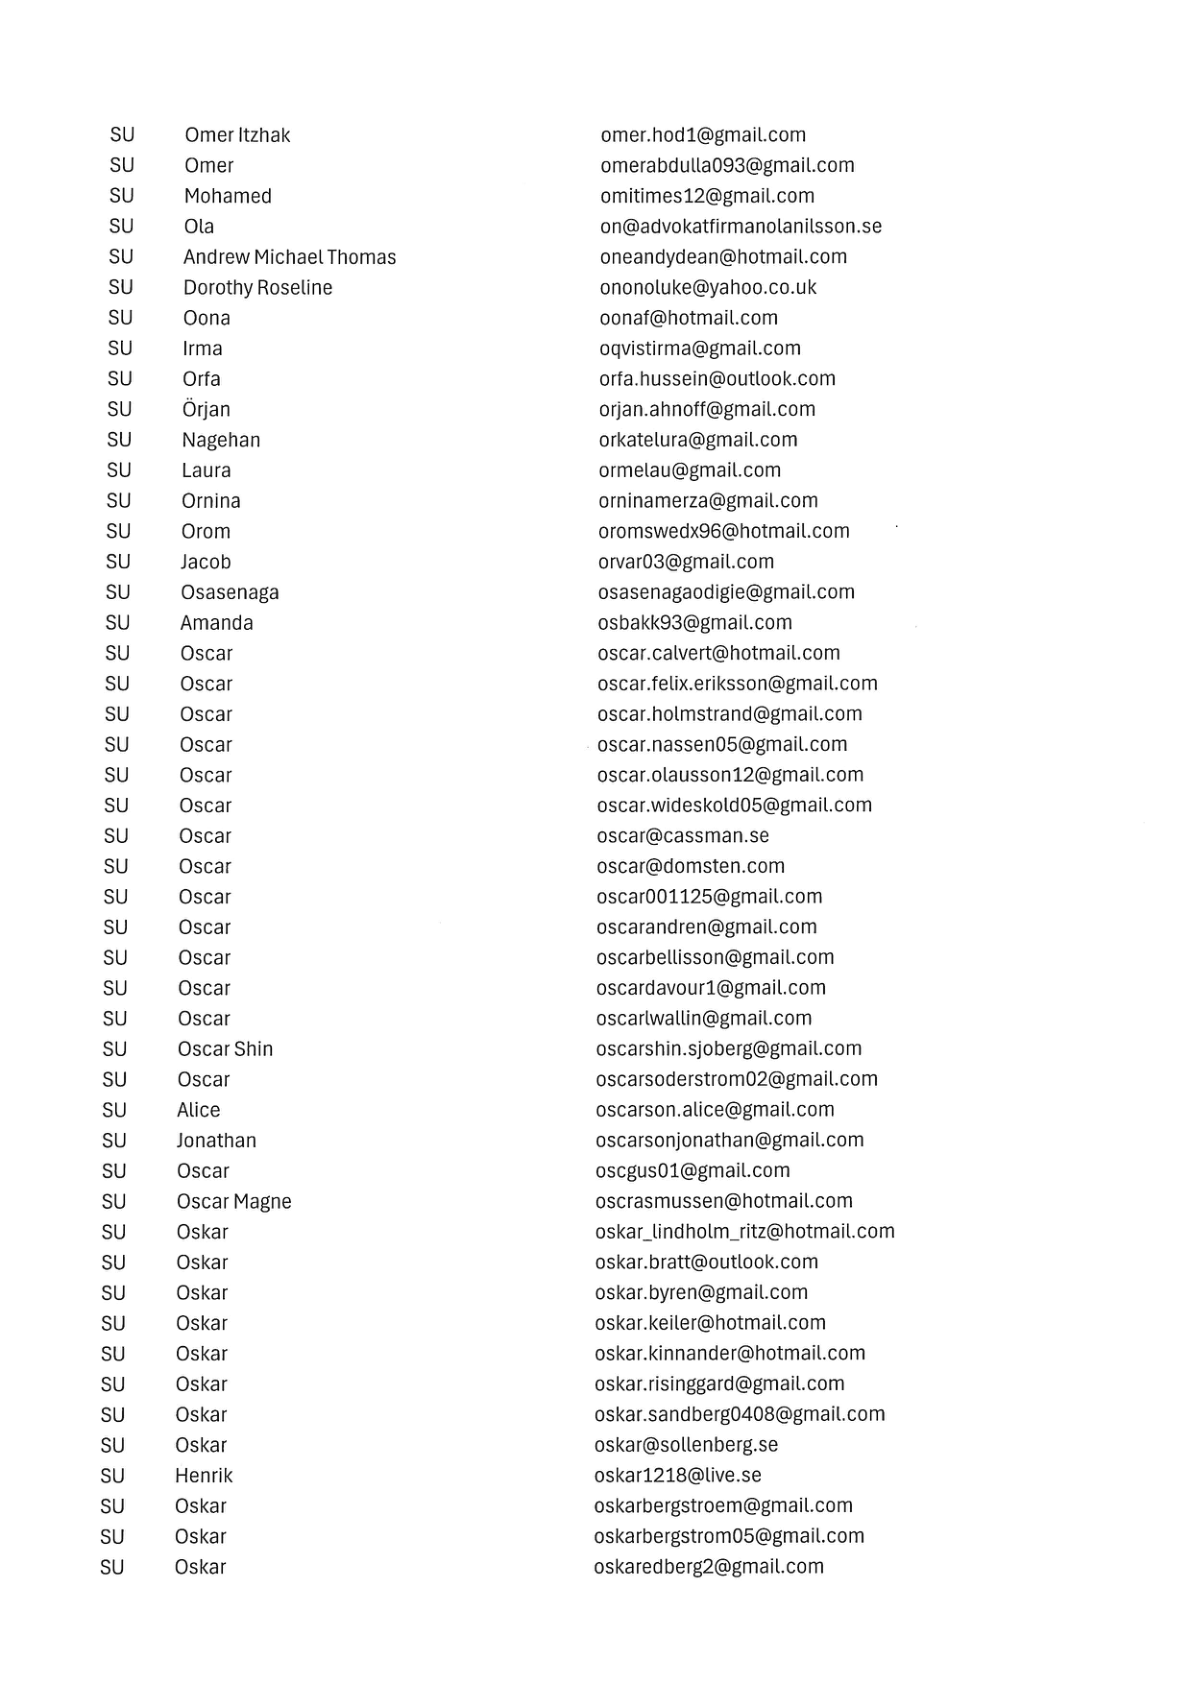 SU Omer Itzhak omer.hod1@gmail.com
SU Omer omerabdulla093@gmail.com
SU Mohamed omitimes12@gmail.com
SU Ola on@advokatfirmanolanilsson.se
SU Andrew Michael Thomas oneandydean@hotmail.com
SU Dorothy Roseline ononoluke@yahoo.co.uk
SU Oona oonaf@hotmail.com
SU Irma oqvistirma@gmail.com
SU Orfa orfa.hussein@outlook.com
SU Örjan orjan.ahnoff@gmail.com
SU Nagehan orkatelura@gmail.com
SU Laura ormelau@gmail.com
SU Ornina orninamerza@gmail.com
SU Orom oromswedx96@hotmail.com
SU Jacob orvar03@gmail.com
SU Osasenaga osasenagaodigie@gmail.com
SU Amanda osbakk93@gmail.com
SU Oscar oscar.calvert@hotmail.com
SU Oscar oscar.felix.eriksson@gmail.com
SU Oscar oscar.holmstrand@gmail.com
SU Oscar oscar.nassen05@gmail.com
SU Oscar oscar.olausson12@gmail.com
SU Oscar oscar.wideskold05@gmail.com
SU Oscar oscar@cassman.se
SU Oscar oscar@domsten.com
SU Oscar oscar001125@gmail.com
SU Oscar oscarandren@gmail.com
SU Oscar oscarbellisson@gmail.com
SU Oscar oscardavour1@gmail.com
SU Oscar oscarlwallin@gmail.com
SU Oscar Shin oscarshin.sjoberg@gmail.com
SU Oscar oscarsoderstrom02@gmail.com
SU Alice oscarson.alice@gmail.com
SU Jonathan oscarsonjonathan@gmail.com
SU Oscar oscgus01@gmail.com
SU Oscar Magne oscrasmussen@hotmail.com
SU Oskar oskar_lindholm_ritz@hotmail.com
SU Oskar oskar.bratt@outlook.com
SU Oskar oskar.byren@gmail.com
SU Oskar oskar.keiler@hotmail.com
SU Oskar oskar.kinnander@hotmail.com
SU Oskar oskar.risinggard@gmail.com
SU Oskar oskar.sandberg0408@gmail.com
SU Oskar oskar@sollenberg.se
SU Henrik oskar1218@live.se
SU Oskar oskarbergstroem@gmail.com
SU Oskar oskarbergstrom05@gmail.com
SU Oskar oskaredberg2@gmail.com